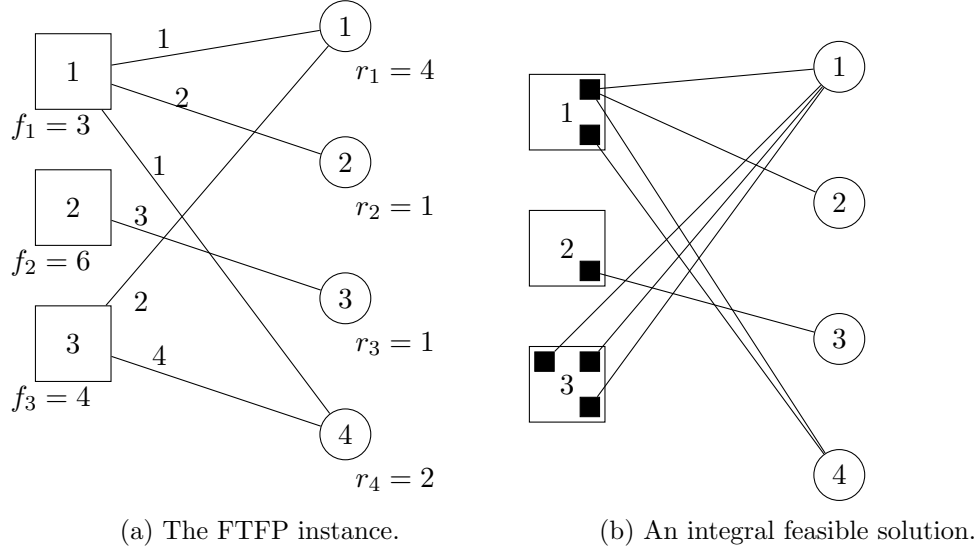 1
1
1
r₁ = 4
f₁ = 3
2
2
r₂ = 1
1
2
f₂ = 6
3
3
r₃ = 1
3
f₃ = 4
2
4
4
r₄ = 2
(a) The FTFP instance.
1
1
2
2
3
3
4
(b) An integral feasible solution.